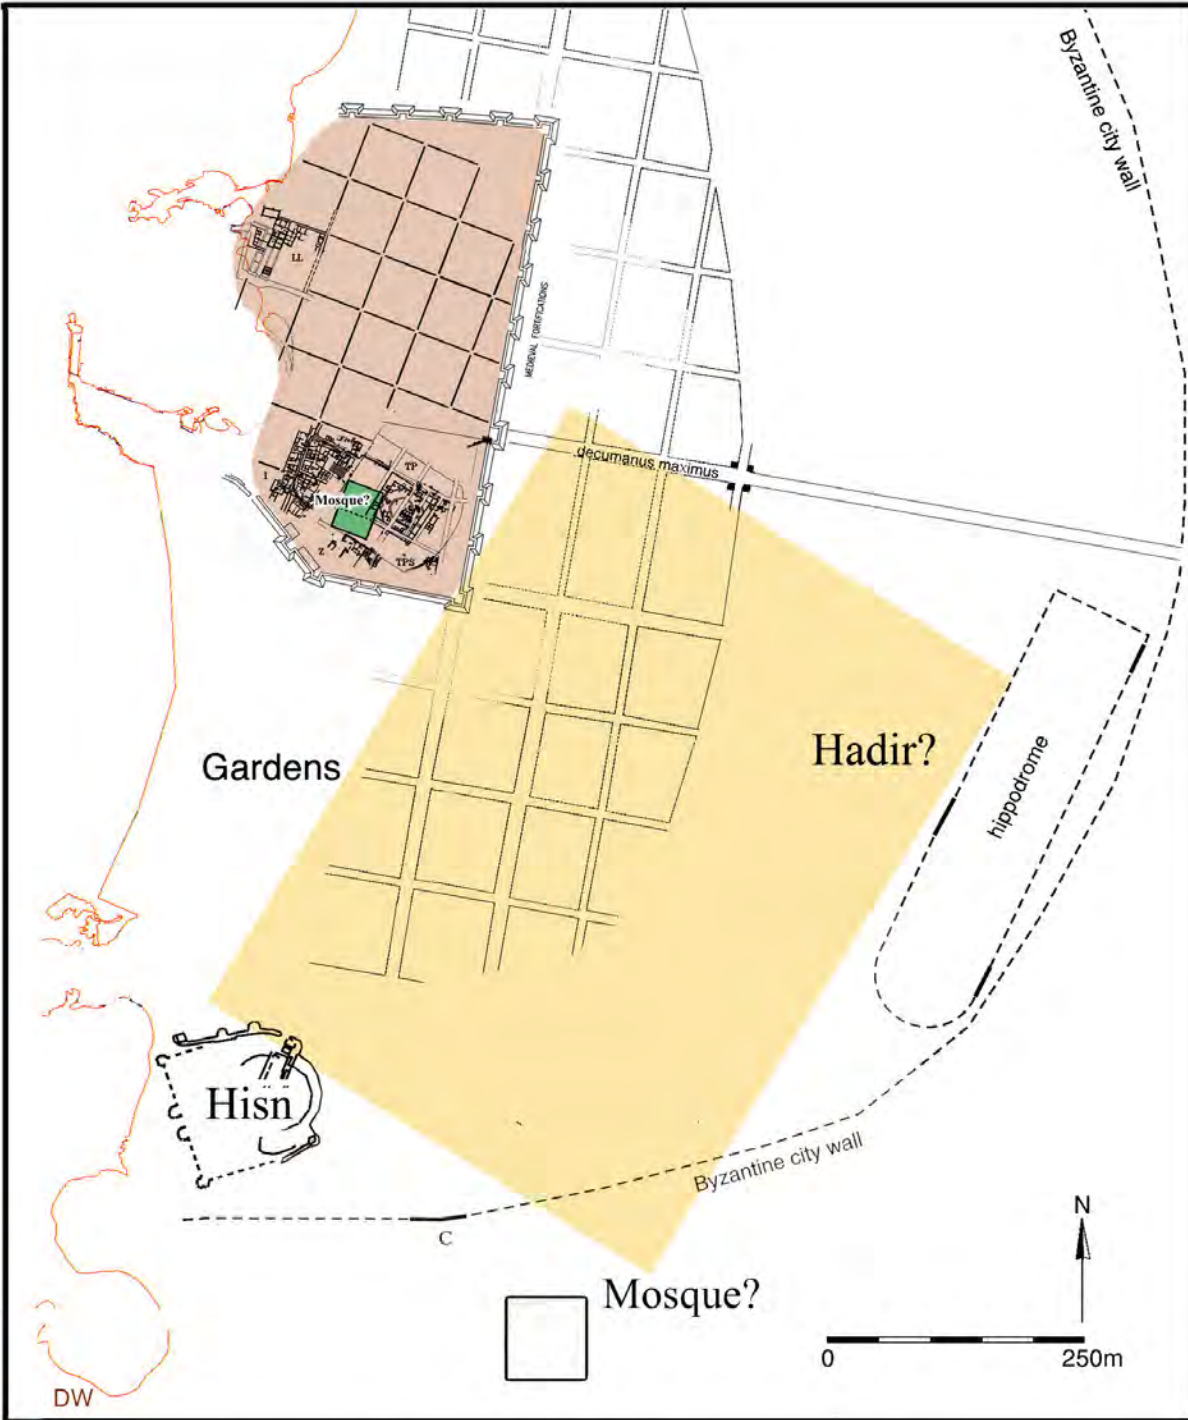 Byzantine city wall
LL
MEDIEVAL FORTIFICATIONS
decumanus maximus
TP
I
Mosque?
Z
TPS
Hadir?
Gardens
hippodrome
Hisn
Byzantine city wall
C
N
Mosque?
0 250m
DW